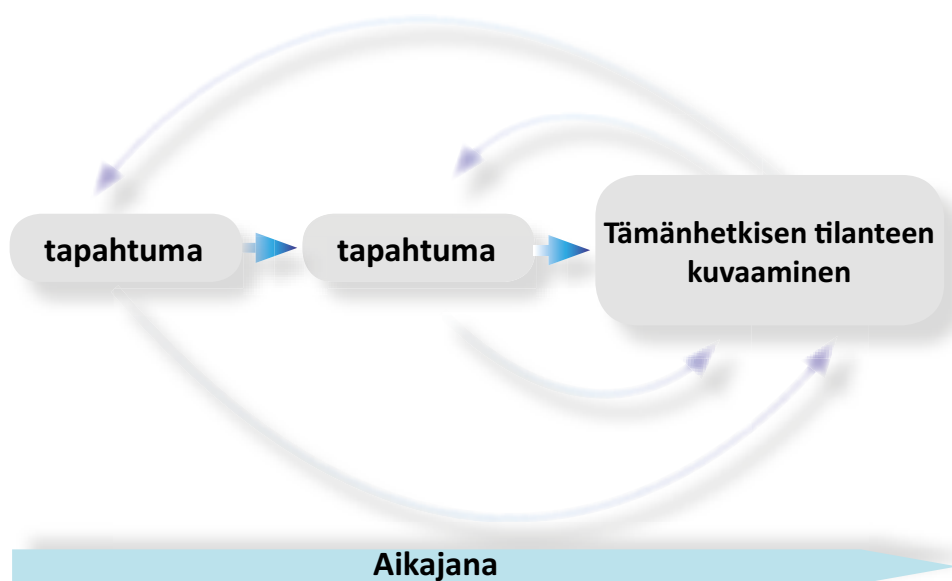 tapahtuma
tapahtuma
Tämänhetkisen tilanteen
kuvaaminen
Aikajana